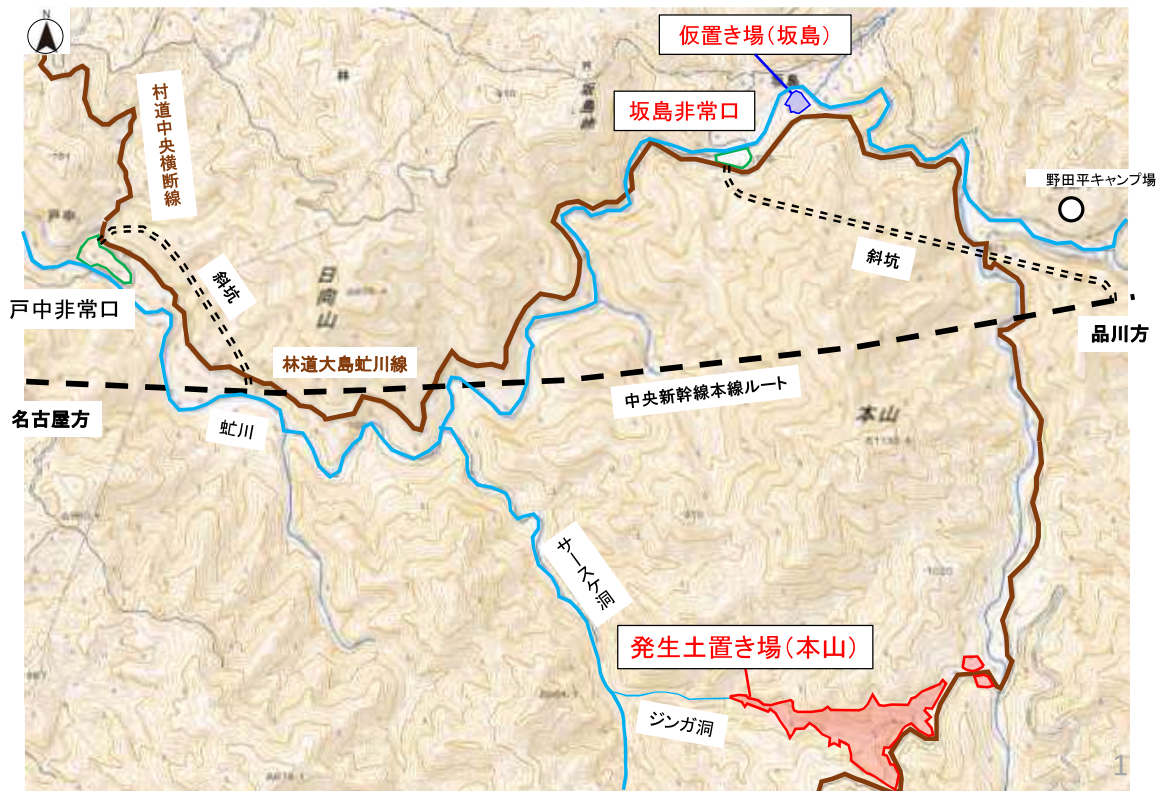 N
仮置き場(坂島)
坂島非常口
村道中央横断線
林
野田平キャンプ場
斜坑
斜坑
日向山
戸中
戸中非常口
品川方
林道大島虻川線
中央新幹線本線ルート
名古屋方
虻川
本山
サースケ洞
発生土置き場(本山)
ジンガ洞
1